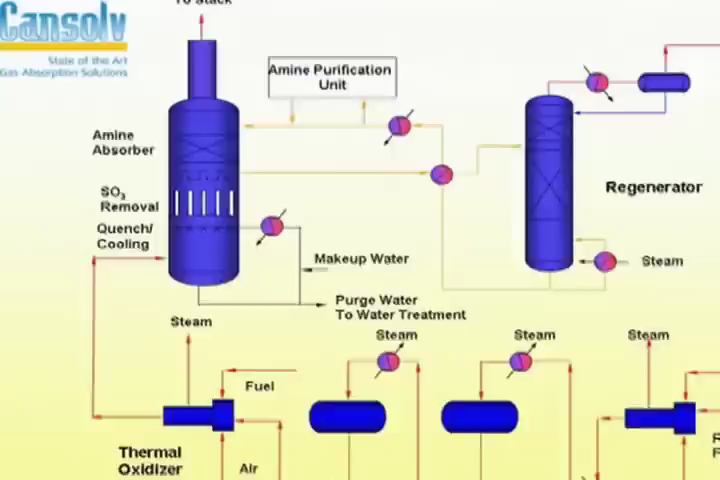 To Stack
Cansolv
State of the Art
Gas Absorption Solutions
Amine Purification
Unit
Amine
Absorber
SO3
Removal
Quench/
Cooling
Regenerator
Makeup Water
Steam
Purge Water
To Water Treatment
Steam
Steam
Steam
Steam
Fuel
Thermal
Oxidizer
Air